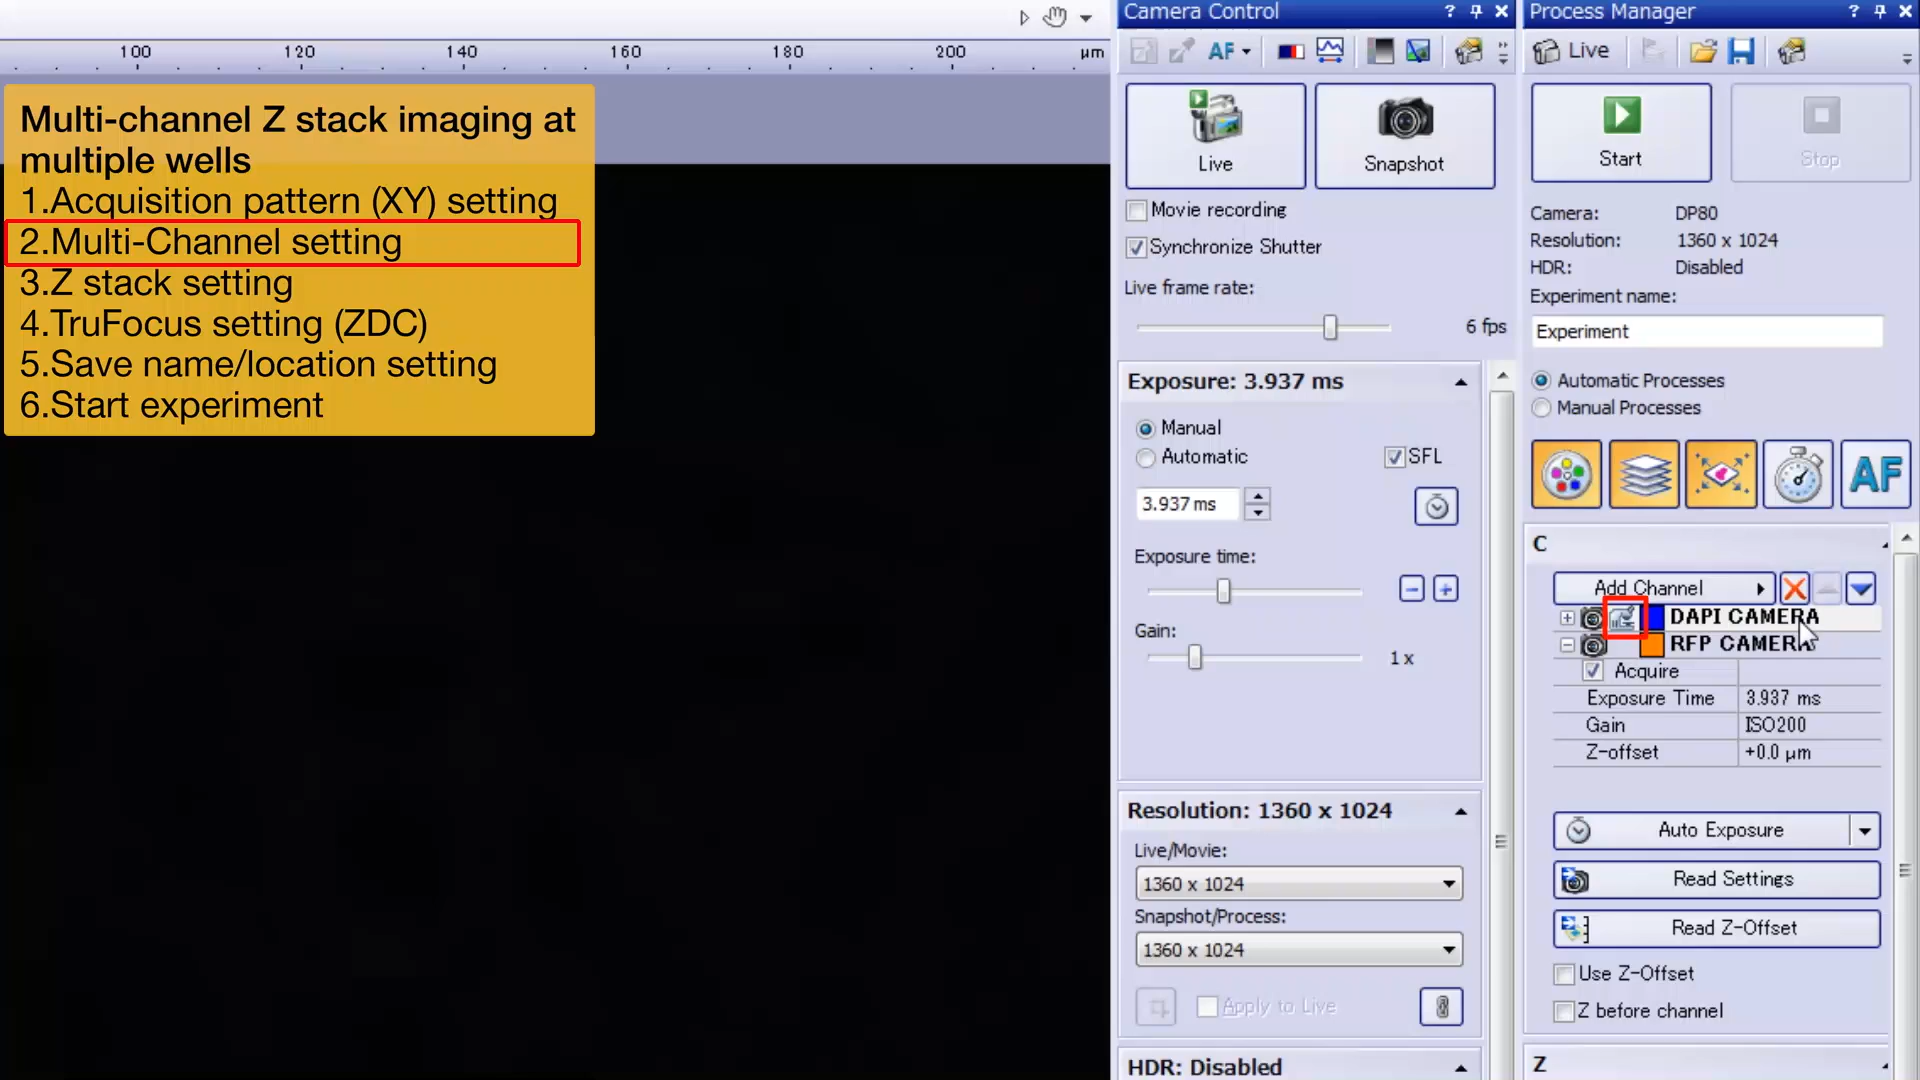 100 120 140 160 180 200 µm
Multi-channel Z stack imaging at
multiple wells
1.Acquisition pattern (XY) setting
2.Multi-Channel setting
3.Z stack setting
4.TruFocus setting (ZDC)
5.Save name/location setting
6.Start experiment
Camera Control ?
AF
Live
Snapshot
Movie recording
Synchronize Shutter
Live frame rate:
6 fps
Exposure: 3.937 ms
Manual
Automatic
SFL
3.937 ms
Exposure time:
Gain:
1 x
Resolution: 1360 x 1024
Live/Movie:
1360 x 1024
Snapshot/Process:
1360 x 1024
Apply to Live
HDR: Disabled
Process Manager ?
Live
Start
Stop
Camera: DP80
Resolution: 1360 x 1024
HDR: Disabled
Experiment name:
Experiment
Automatic Processes
Manual Processes
AF
C
Add Channel
DAPI CAMERA
RFP CAMERA
Acquire
Exposure Time 3.937 ms
Gain ISO200
Z-offset +0.0 µm
Auto Exposure
Read Settings
Read Z-Offset
Use Z-Offset
Z before channel
Z